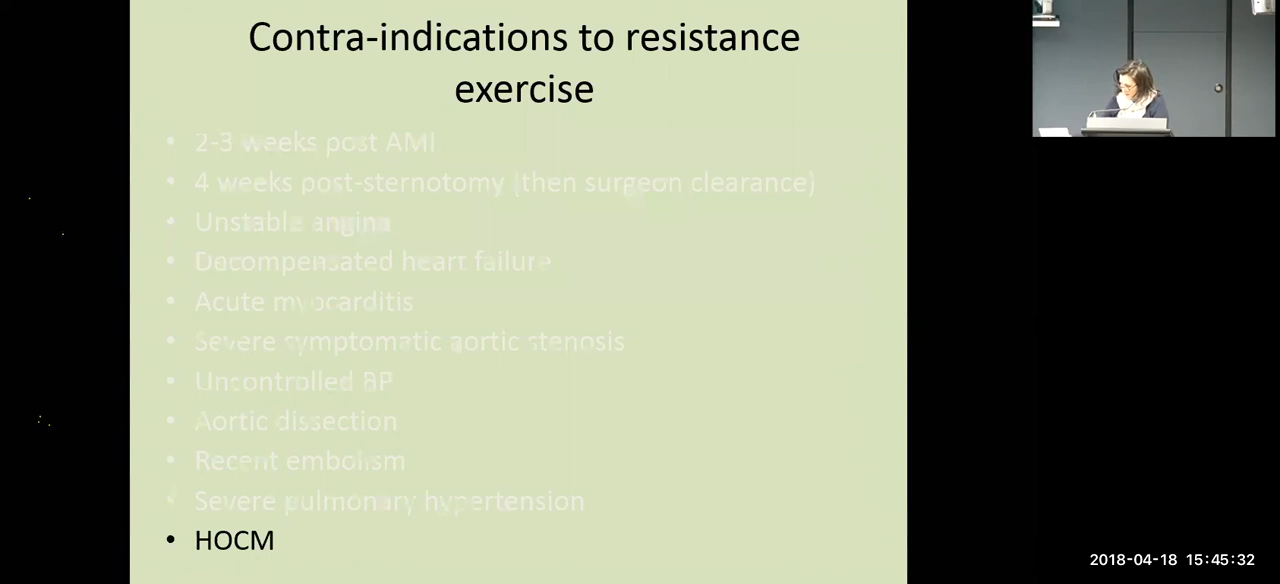 Contra-indications to resistance
exercise
• 2-3 weeks post AMI
• 4 weeks post-sternotomy (then surgeon clearance)
• Unstable angina
• Decompensated heart failure
• Acute myocarditis
• Severe symptomatic aortic stenosis
• Uncontrolled BP
• Aortic dissection
• Recent embolism
• Severe pulmonary hypertension
• HOCM
2018-04-18 15:45:32